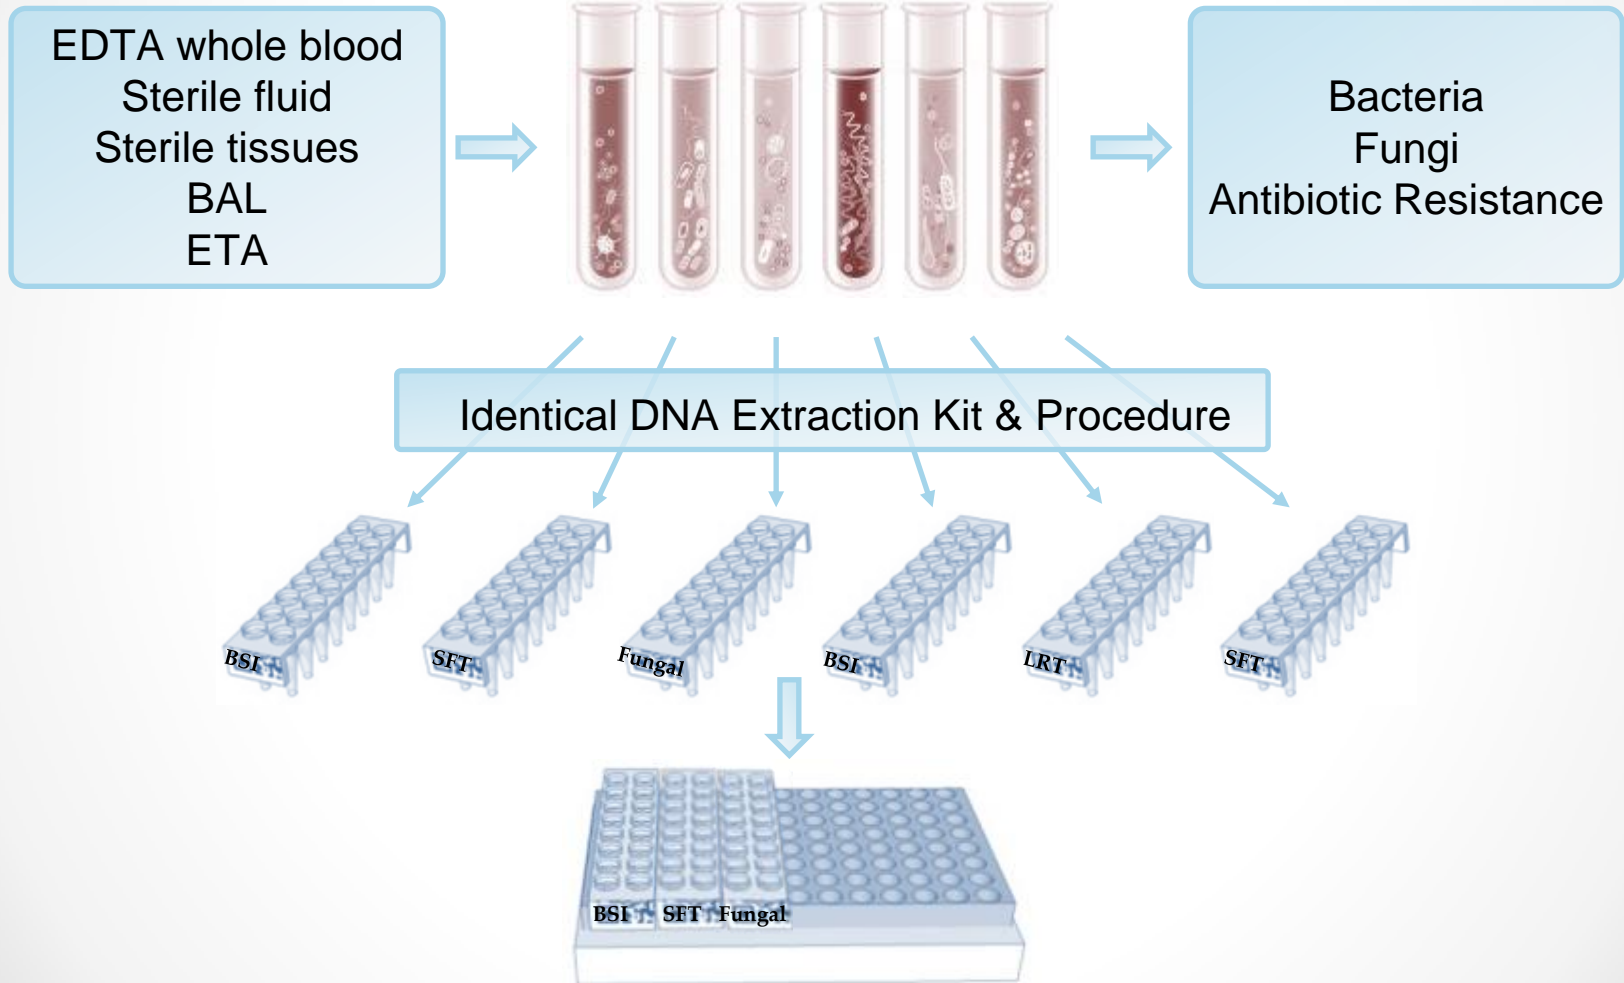 EDTA whole blood
Sterile fluid
Sterile tissues
BAL
ETA
Bacteria
Fungi
Antibiotic Resistance
Identical DNA Extraction Kit & Procedure
BSI
SFT
Fungal
BSI
LRT
SFT
BSI
SFT
Fungal